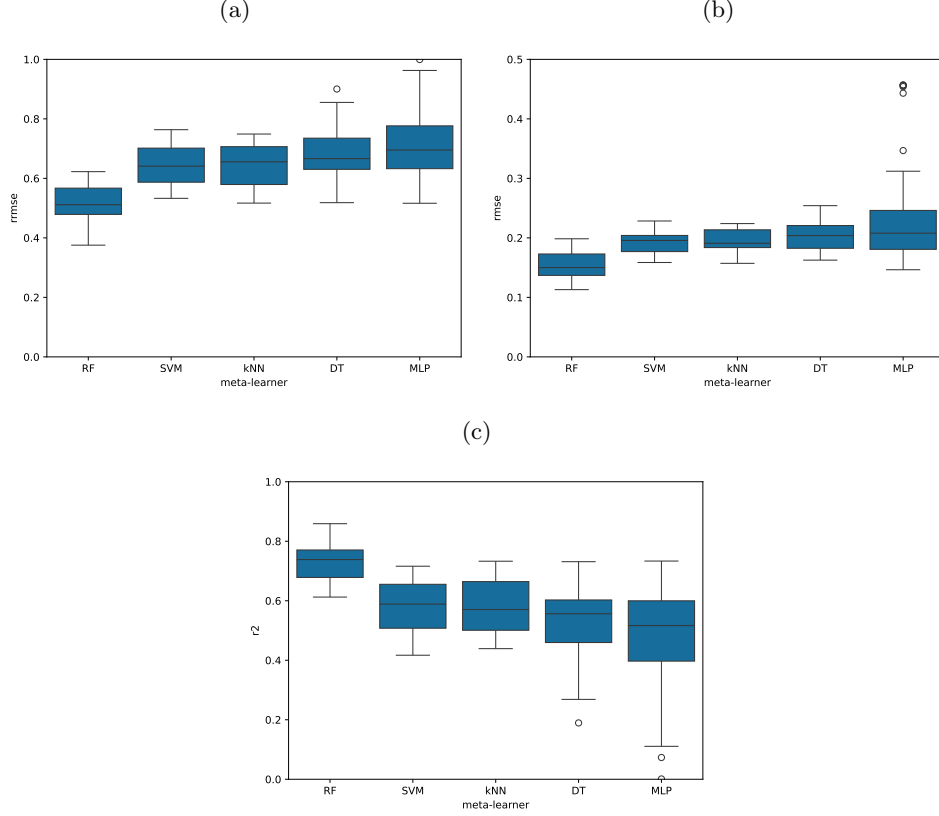 (a)
1.0
0.8
0.6
0.4
0.2
0.0
rrmse
RF SVM kNN DT MLP
meta-learner
(b)
0.5
0.4
0.3
0.2
0.1
0.0
rmse
RF SVM kNN DT MLP
meta-learner
(c)
1.0
0.8
0.6
0.4
0.2
0.0
r2
RF SVM kNN DT MLP
meta-learner